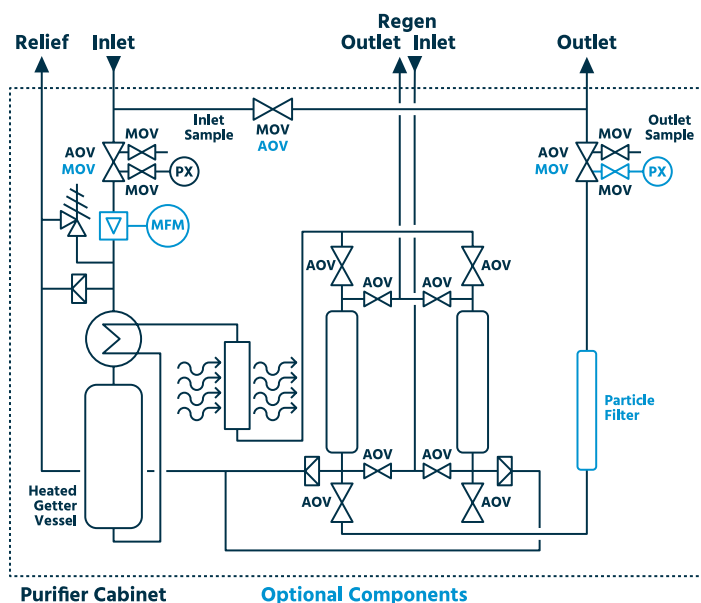 Regen
Relief
Inlet
Outlet
Inlet
Outlet
Inlet
Sample
MOV
AOV
MOV
AOV
MOV
PX
MOV
MOV
AOV
MOV
PX
MOV
Outlet
Sample
MFM
AOV
AOV
AOV
AOV
Particle
Filter
AOV
AOV
Heated
Getter
Vessel
AOV
AOV
Purifier Cabinet
Optional Components